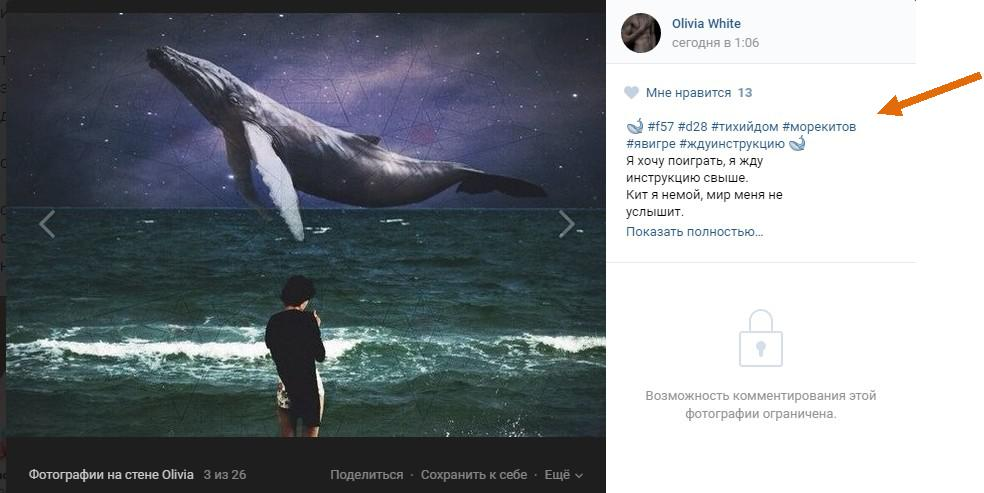 Olivia White
сегодня в 1:06
Мне нравится 13
#f57 #d28 #тихийдом #морекитов
#явигре #ждуинструкцию
Я хочу поиграть, я жду
инструкцию свыше.
Кит я немой, мир меня не
услышит.
Показать полностью...
Возможность комментирования этой
фотографии ограничена.
Фотографии на стене Olivia 3 из 26
Поделиться · Сохранить к себе · Ещё